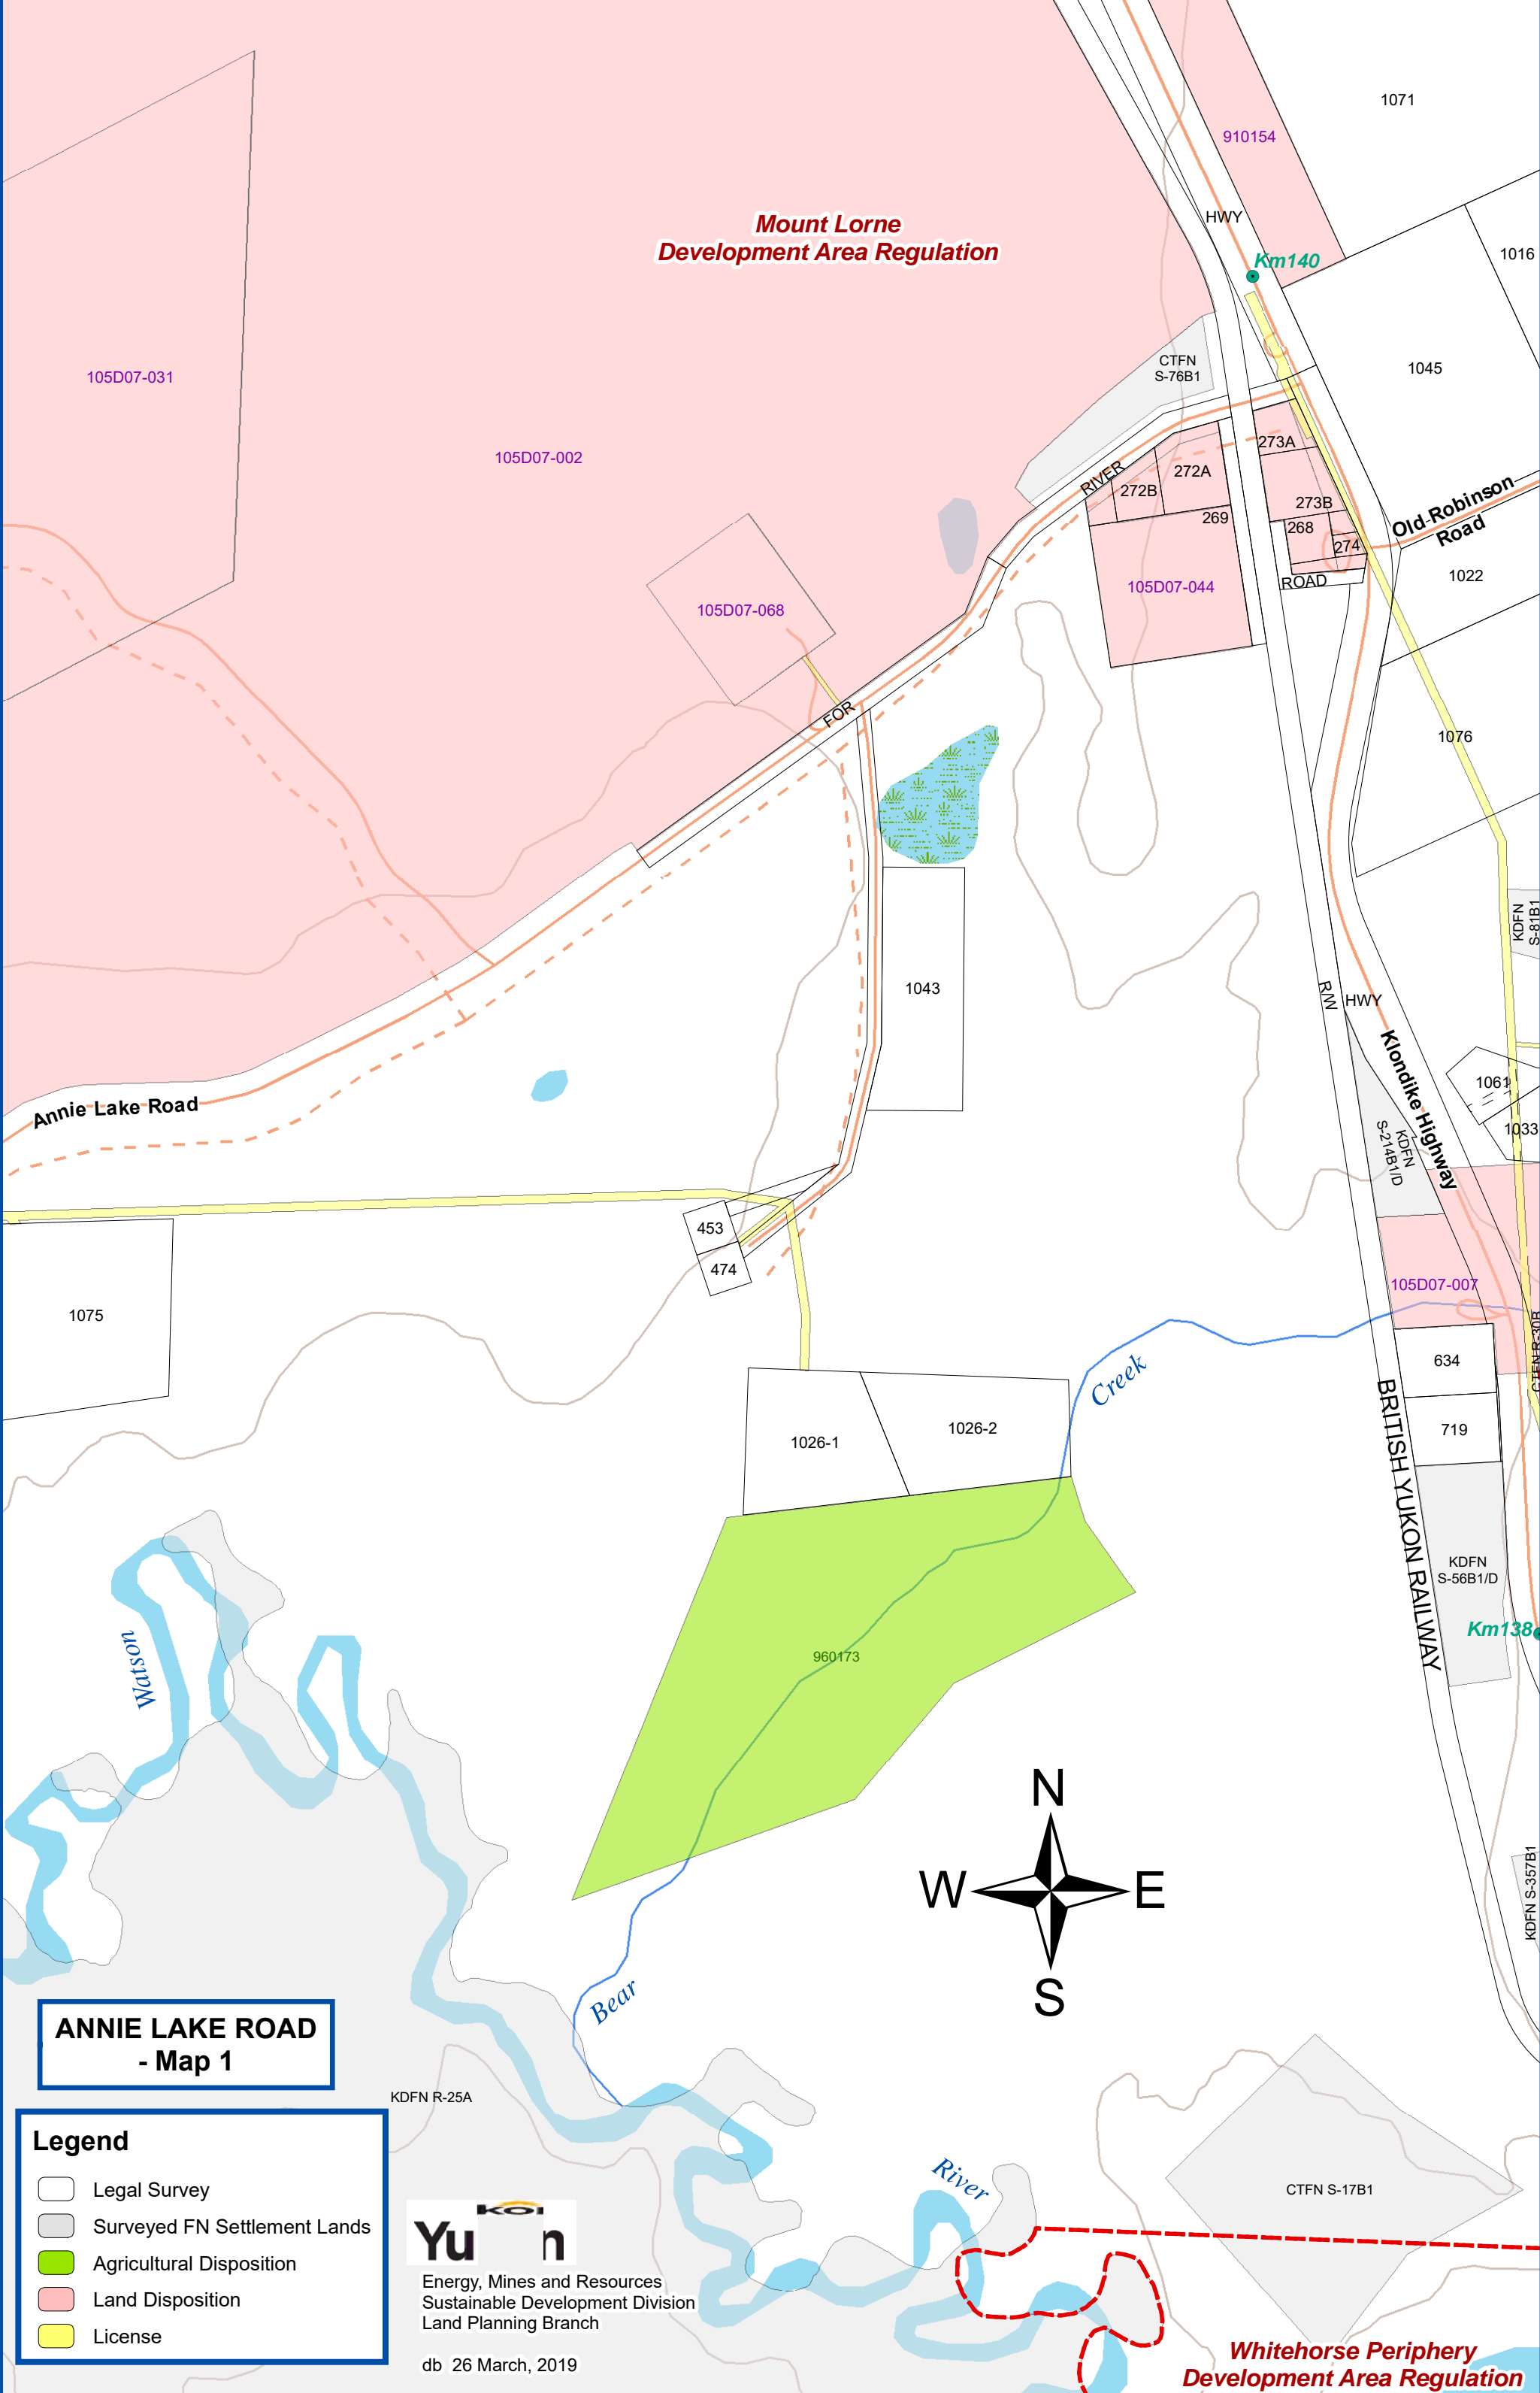 1071
910154
HWY
Mount Lorne
Development Area Regulation
Km140
1016
CTFN
S-76B1
1045
105D07-031
105D07-002
273A
272A
RIVER
272B
273B
269
268
274
Old Robinson
Road
ROAD
1022
105D07-044
105D07-068
FOR
1076
KDFN
S-81B1
1043
R/W
HWY
Klondike Highway
1061
1033
Annie Lake Road
KDFN
S-214B1/D
453
474
105D07-007
1075
CTFN R-30B
634
Creek
719
1026-1
1026-2
BRITISH YUKON RAILWAY
KDFN
S-56B1/D
Km138
Watson
960173
N
W
E
S
KDFN S-357B1
Bear
ANNIE LAKE ROAD
- Map 1
KDFN R-25A
River
CTFN S-17B1
Legend
Legal Survey
Surveyed FN Settlement Lands
Agricultural Disposition
Land Disposition
License
Energy, Mines and Resources
Sustainable Development Division
Land Planning Branch
db 26 March, 2019
Whitehorse Periphery
Development Area Regulation